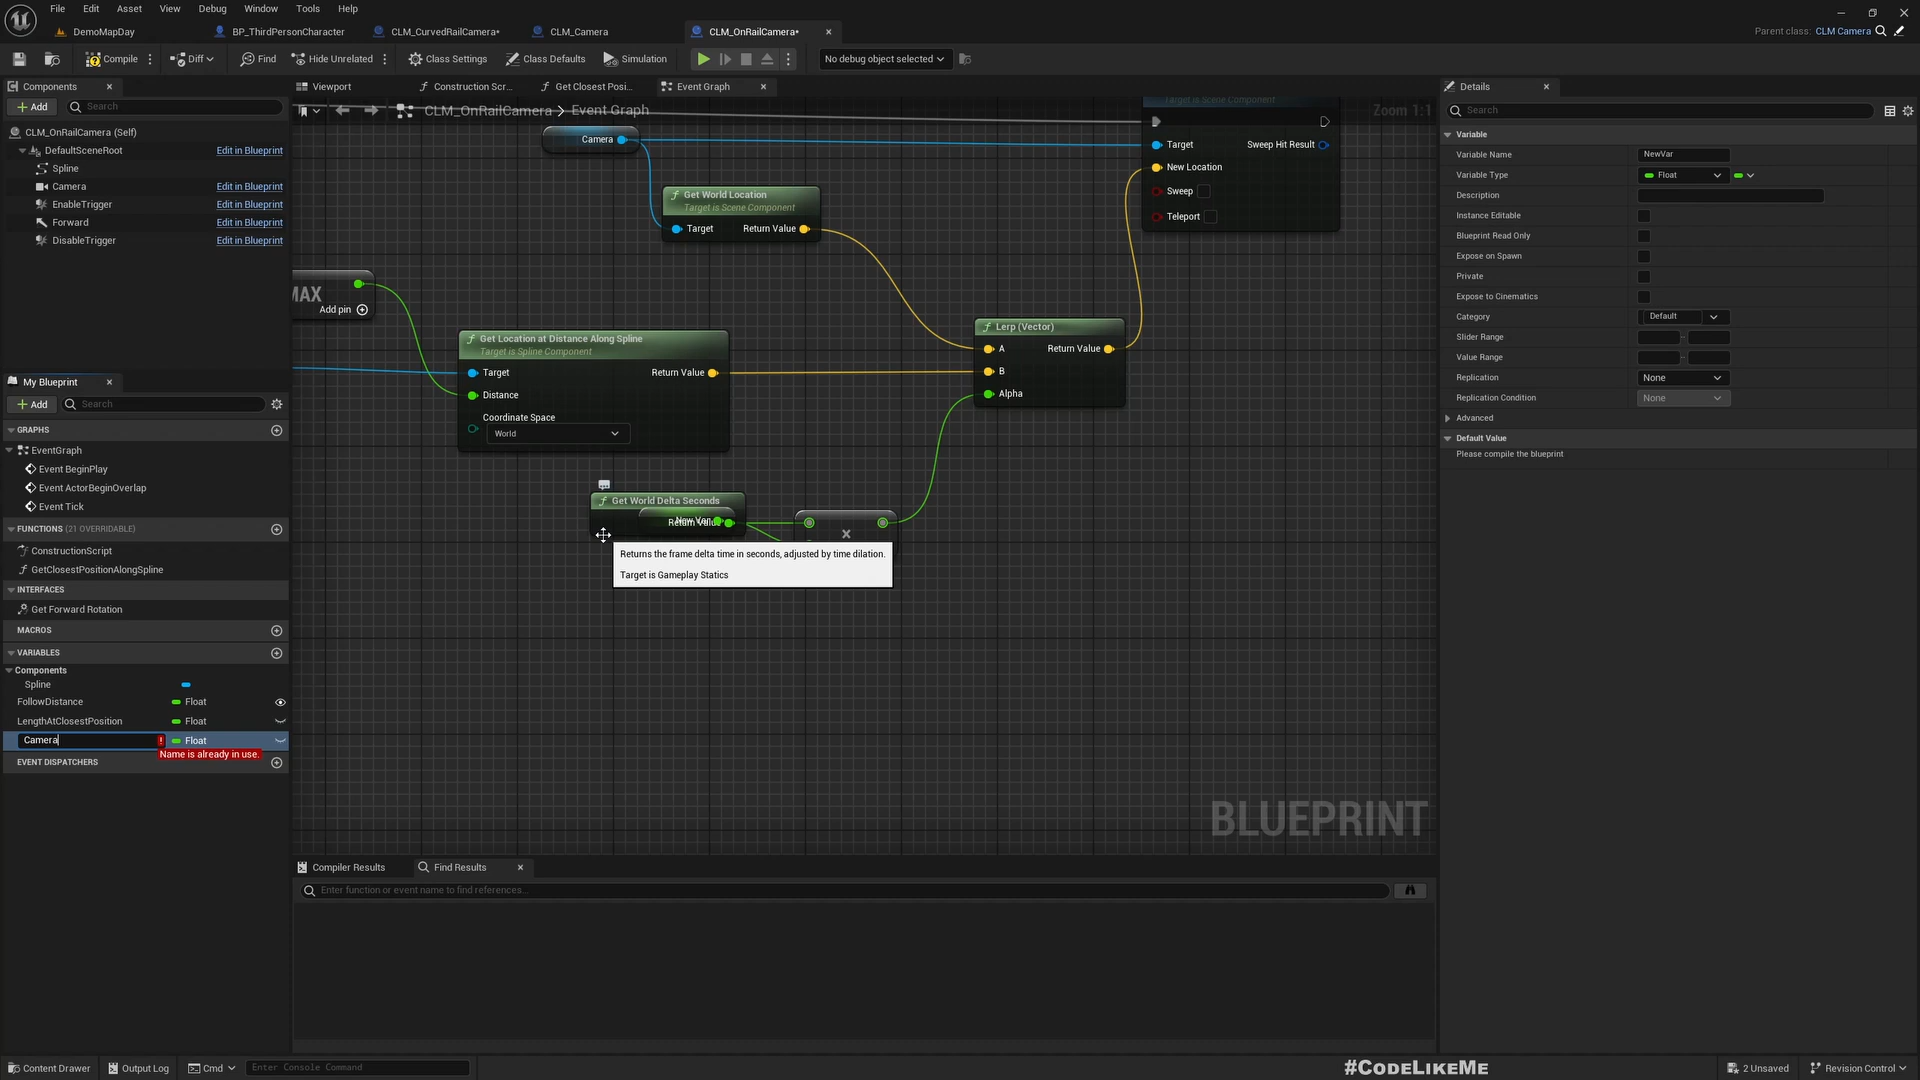 File Edit Asset View Window Debug Tools Help
DemoMapDay BP_ThirdPersonCharacter CLM_CurvedRailCamera* CLM_Camera CLM_OnRailCamera*
Parent class: CLM Camera
Compile Diff Find Hide Unrelated Class Settings Class Defaults Simulation No debug object selected
Components
Add Search
CLM_OnRailCamera (Self)
DefaultSceneRoot Edit in Blueprint
Spline
Camera Edit in Blueprint
EnableTrigger Edit in Blueprint
Forward Edit in Blueprint
DisableTrigger Edit in Blueprint
My Blueprint
Add Search
GRAPHS
EventGraph
Event BeginPlay
Event ActorBeginOverlap
Event Tick
FUNCTIONS (21 OVERRIDABLE)
ConstructionScript
GetClosestPositionAlongSpline
INTERFACES
Get Forward Rotation
MACROS
VARIABLES
Components
Spline
FollowDistance Float
LengthAtClosestPosition Float
Camera ! Float
Name is already in use.
EVENT DISPATCHERS
Viewport Construction Scr... Get Closest Posi... Event Graph
CLM_OnRailCamera > Event Graph
Zoom 1:1
Target is Scene Component
Camera
Target Sweep Hit Result
New Location
Sweep
Teleport
Get World Location
Target is Scene Component
Target Return Value
MAX
Add pin
Get Location at Distance Along Spline
Target is Spline Component
Target Return Value
Distance
Coordinate Space
World
Lerp (Vector)
A Return Value
B
Alpha
Get World Delta Seconds
Return Value
New Var
X
Returns the frame delta time in seconds, adjusted by time dilation.
Target is Gameplay Statics
BLUEPRINT
Compiler Results Find Results
Enter function or event name to find references...
Details
Search
Variable
Variable Name NewVar
Variable Type Float
Description
Instance Editable
Blueprint Read Only
Expose on Spawn
Private
Expose to Cinematics
Category Default
Slider Range
Value Range
Replication None
Replication Condition None
Advanced
Default Value
Please compile the blueprint
Content Drawer Output Log Cmd Enter Console Command
#CodeLikeMe
2 Unsaved Revision Control